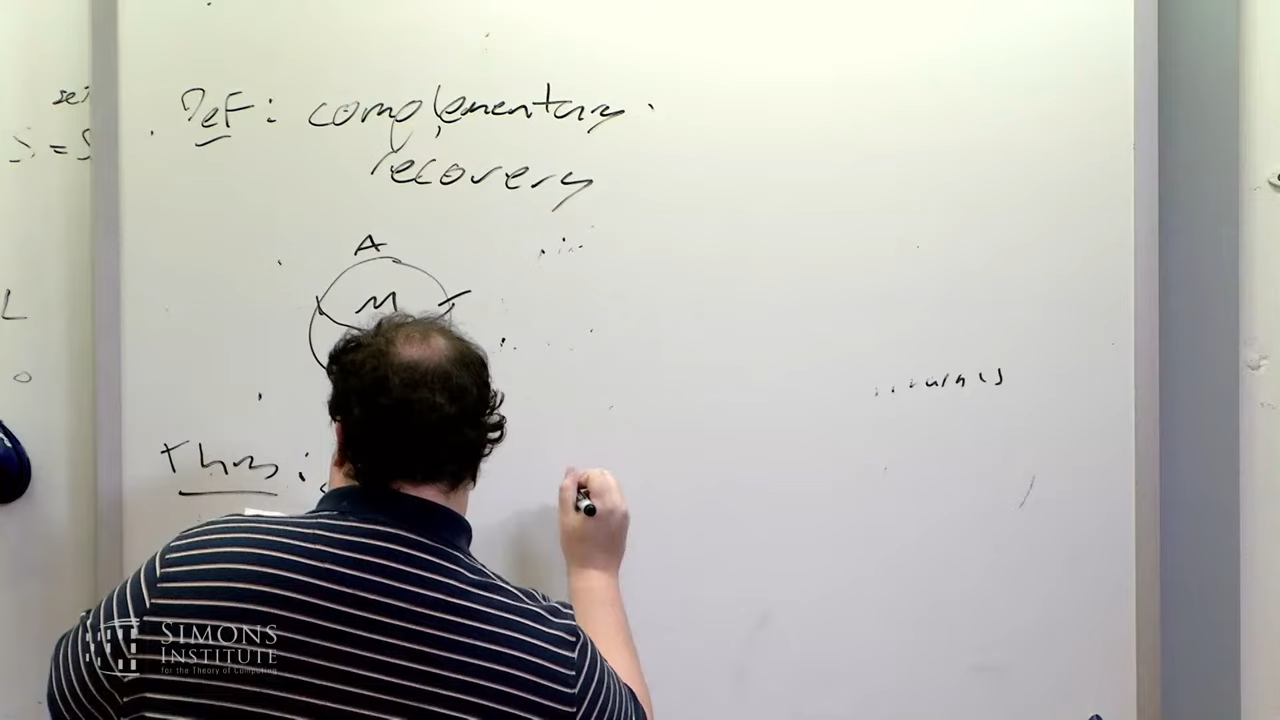 Def: complementary
recovery
A
M
Thm:
L
SIMONS
INSTITUTE
for the Theory of Computing